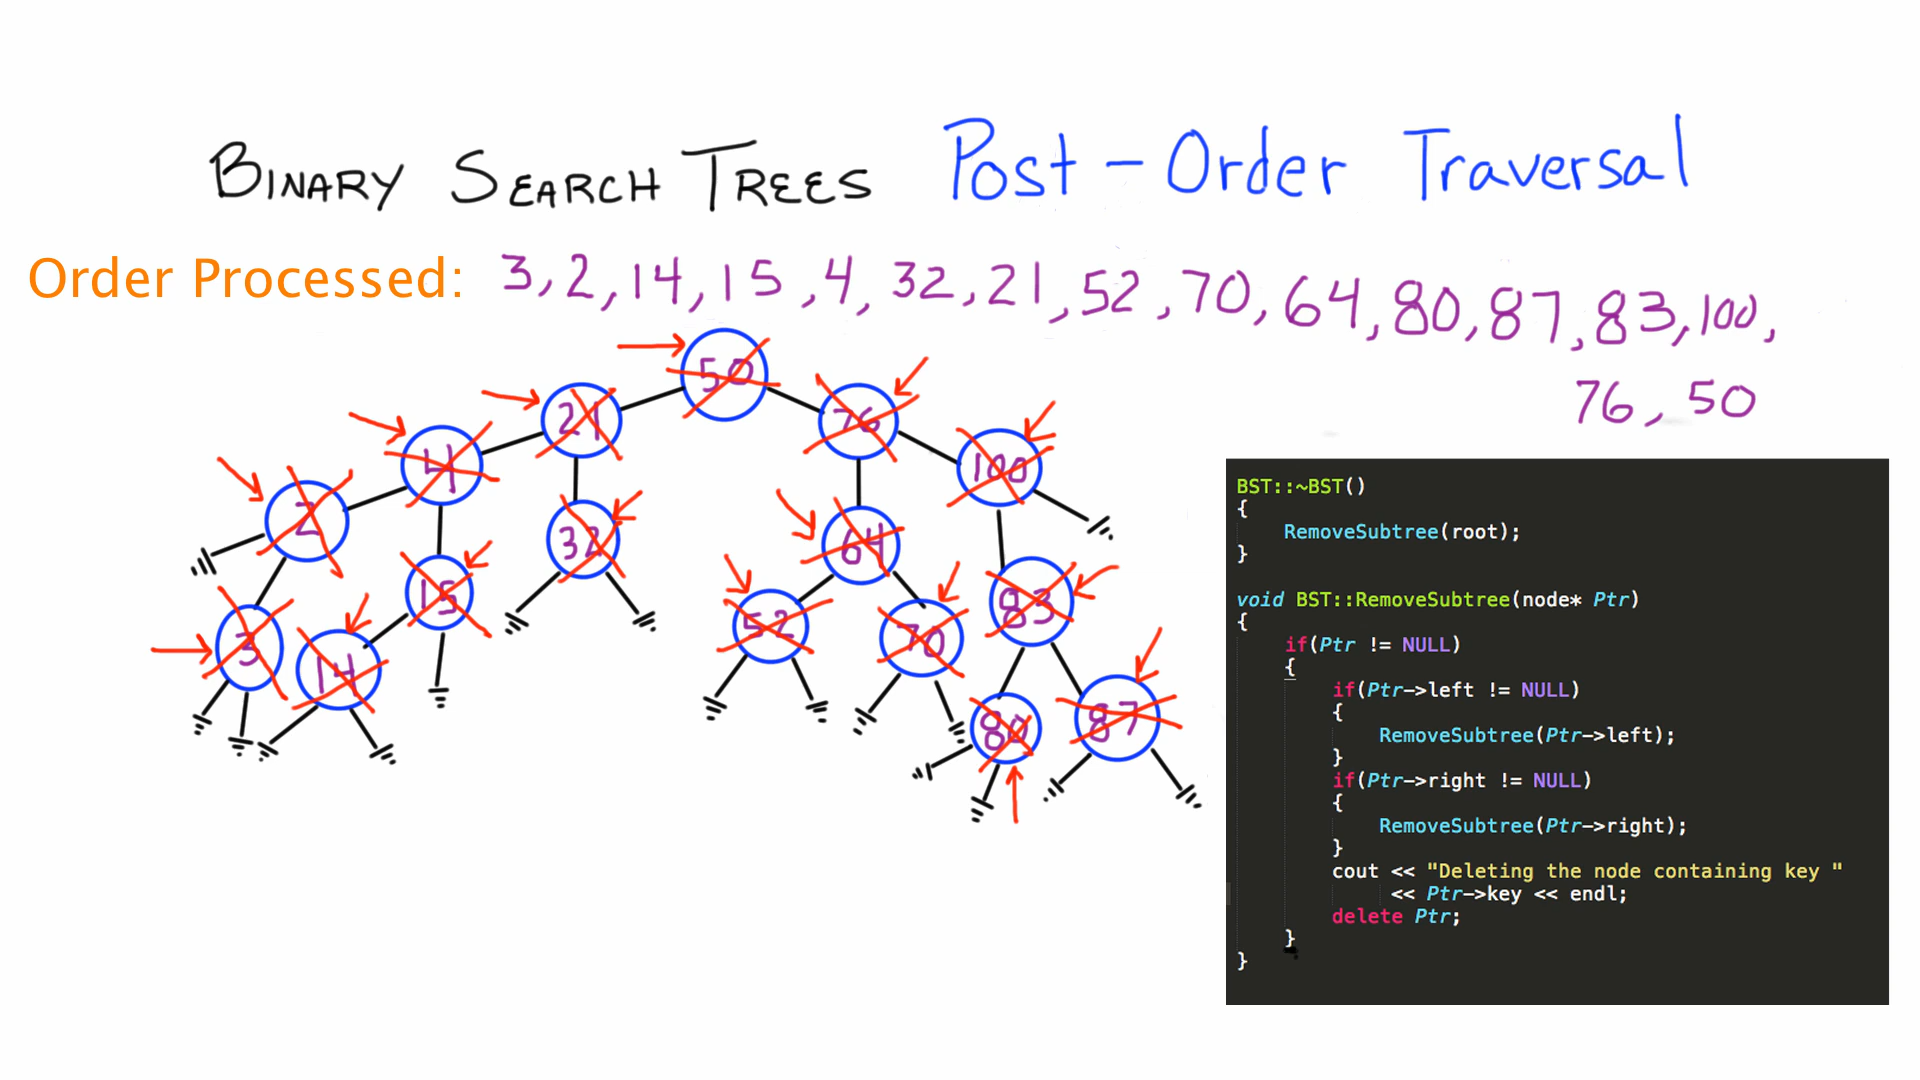 BINARY SEARCH TREES Post-Order Traversal
Order Processed: 3, 2, 14, 15, 4, 32, 21, 52, 70, 64, 80, 87, 83, 100,
76, 50
50
21
76
4
100
2
32
64
15
83
3
14
52
70
80
87
BST::~BST()
{
RemoveSubtree(root);
}
void BST::RemoveSubtree(node* Ptr)
{
if(Ptr != NULL)
{
if(Ptr->left != NULL)
{
RemoveSubtree(Ptr->left);
}
if(Ptr->right != NULL)
{
RemoveSubtree(Ptr->right);
}
cout << "Deleting the node containing key "
<< Ptr->key << endl;
delete Ptr;
}
}